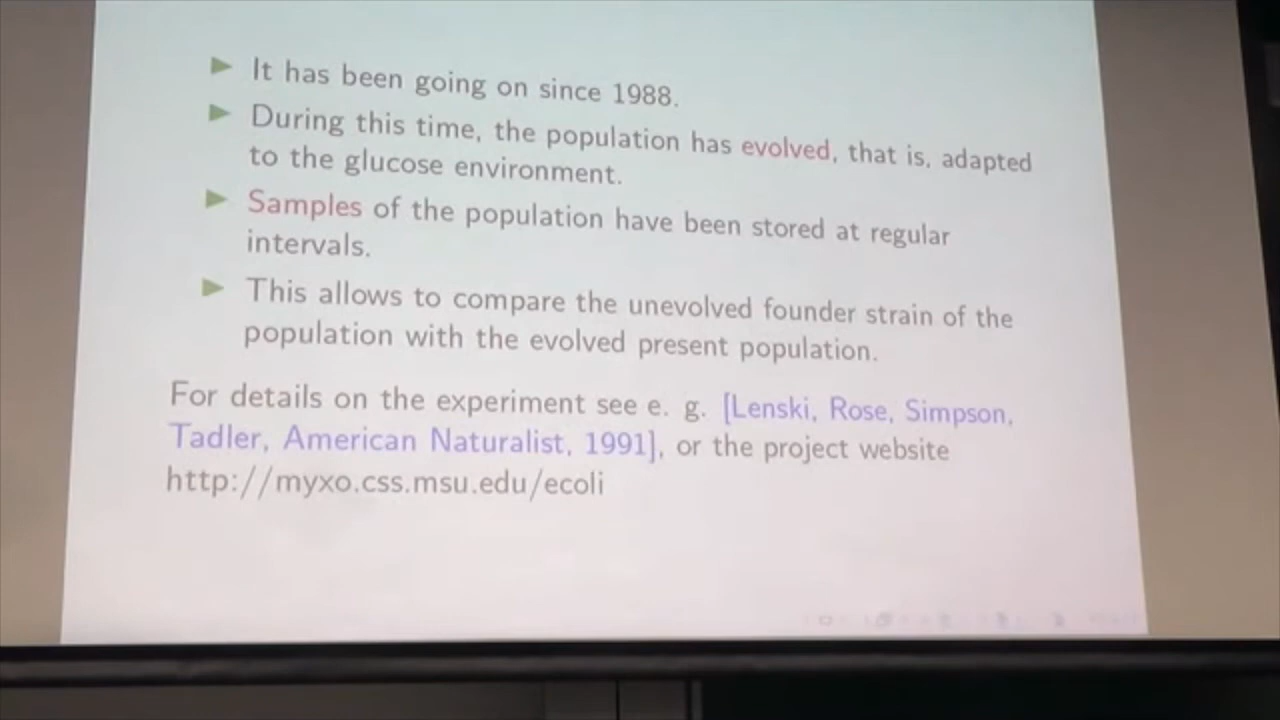 It has been going on since 1988.
During this time, the population has evolved, that is, adapted
to the glucose environment.
Samples of the population have been stored at regular
intervals.
This allows to compare the unevolved founder strain of the
population with the evolved present population.
For details on the experiment see e. g. [Lenski, Rose, Simpson,
Tadler, American Naturalist, 1991], or the project website
http://myxo.css.msu.edu/ecoli